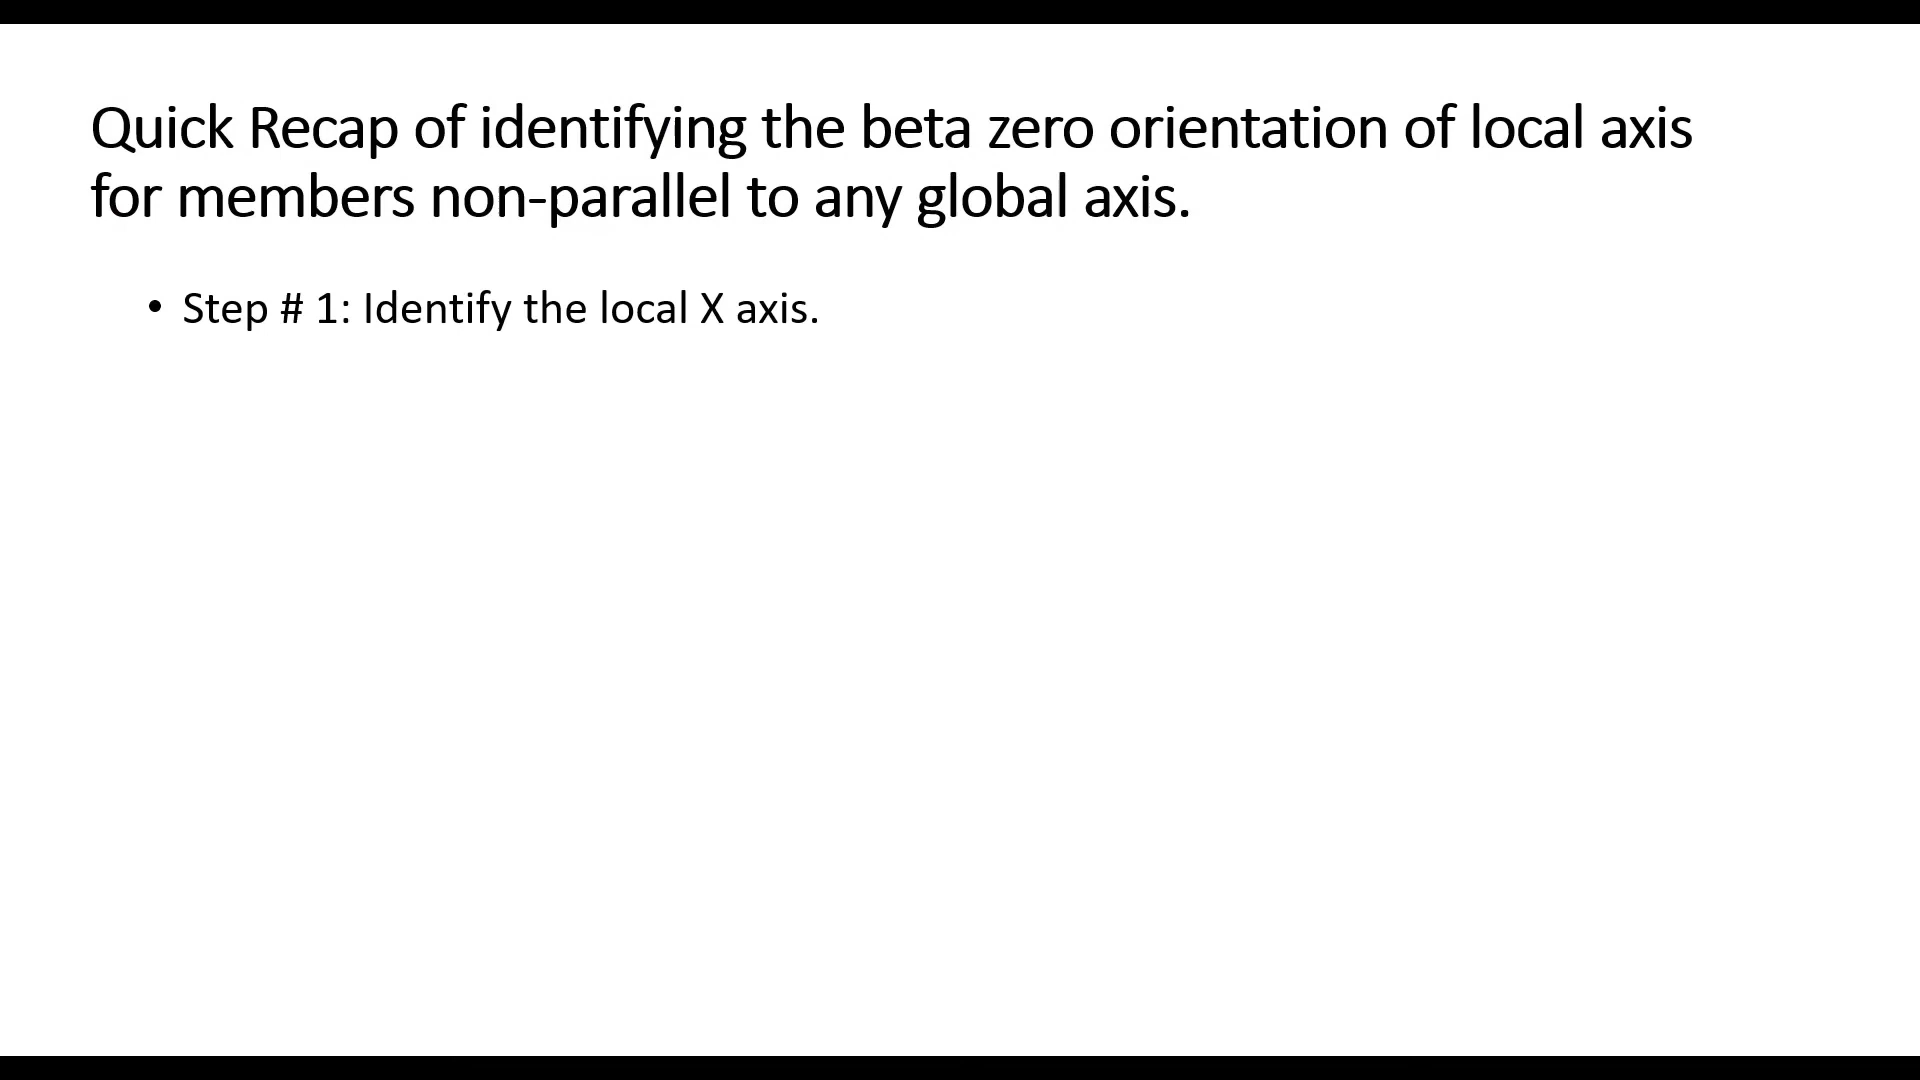 Quick Recap of identifying the beta zero orientation of local axis
for members non-parallel to any global axis.
• Step # 1: Identify the local X axis.